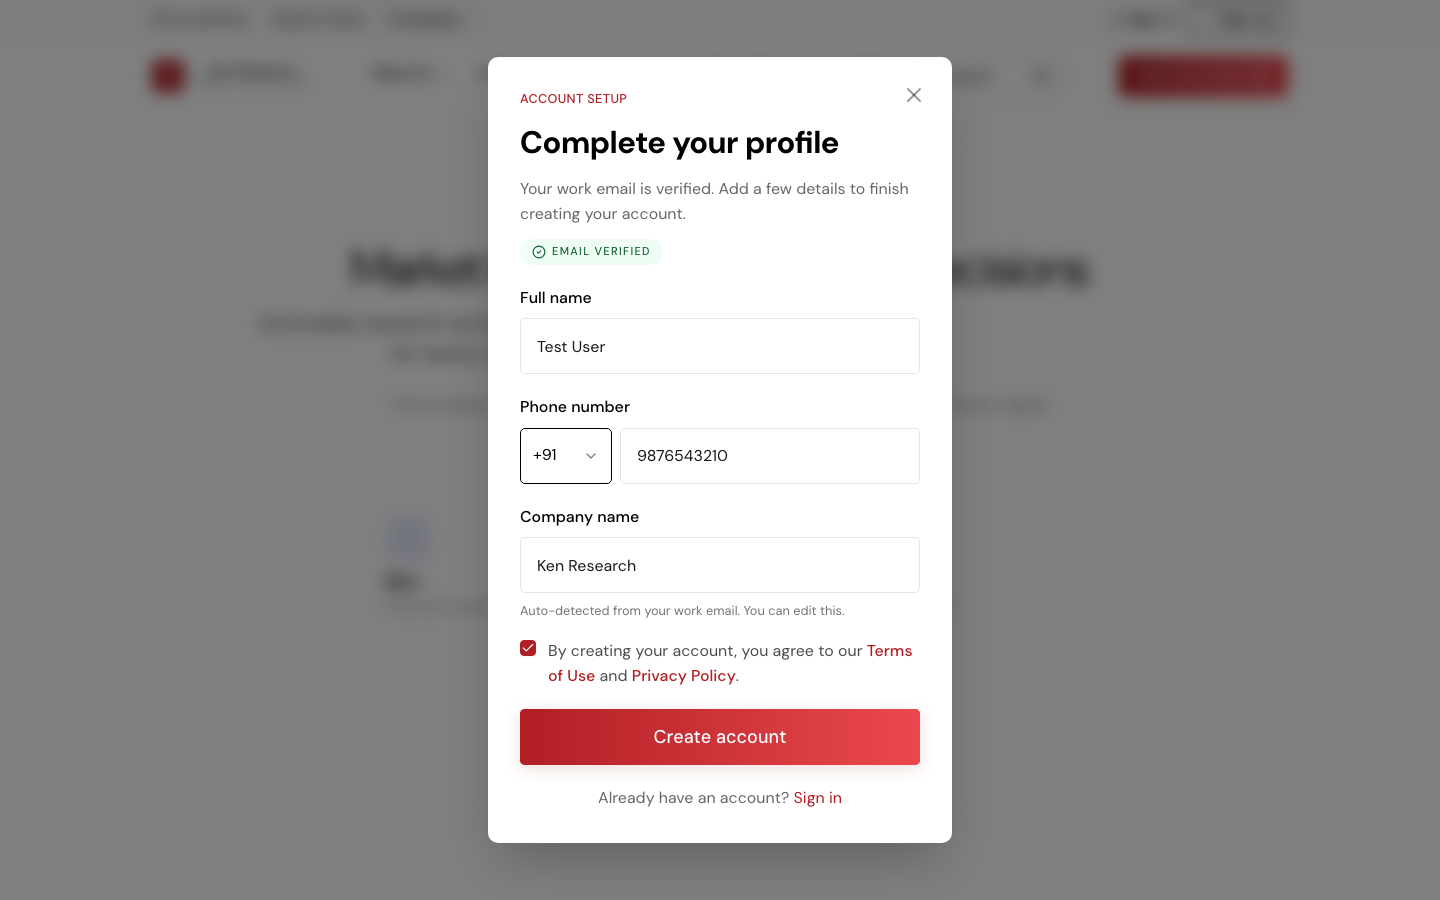 ACCOUNT SETUP
Complete your profile
Your work email is verified. Add a few details to finish
creating your account.
EMAIL VERIFIED
Full name
Test User
Phone number
+91
9876543210
Company name
Ken Research
Auto-detected from your work email. You can edit this.
By creating your account, you agree to our Terms
of Use and Privacy Policy.
Create account
Already have an account? Sign in